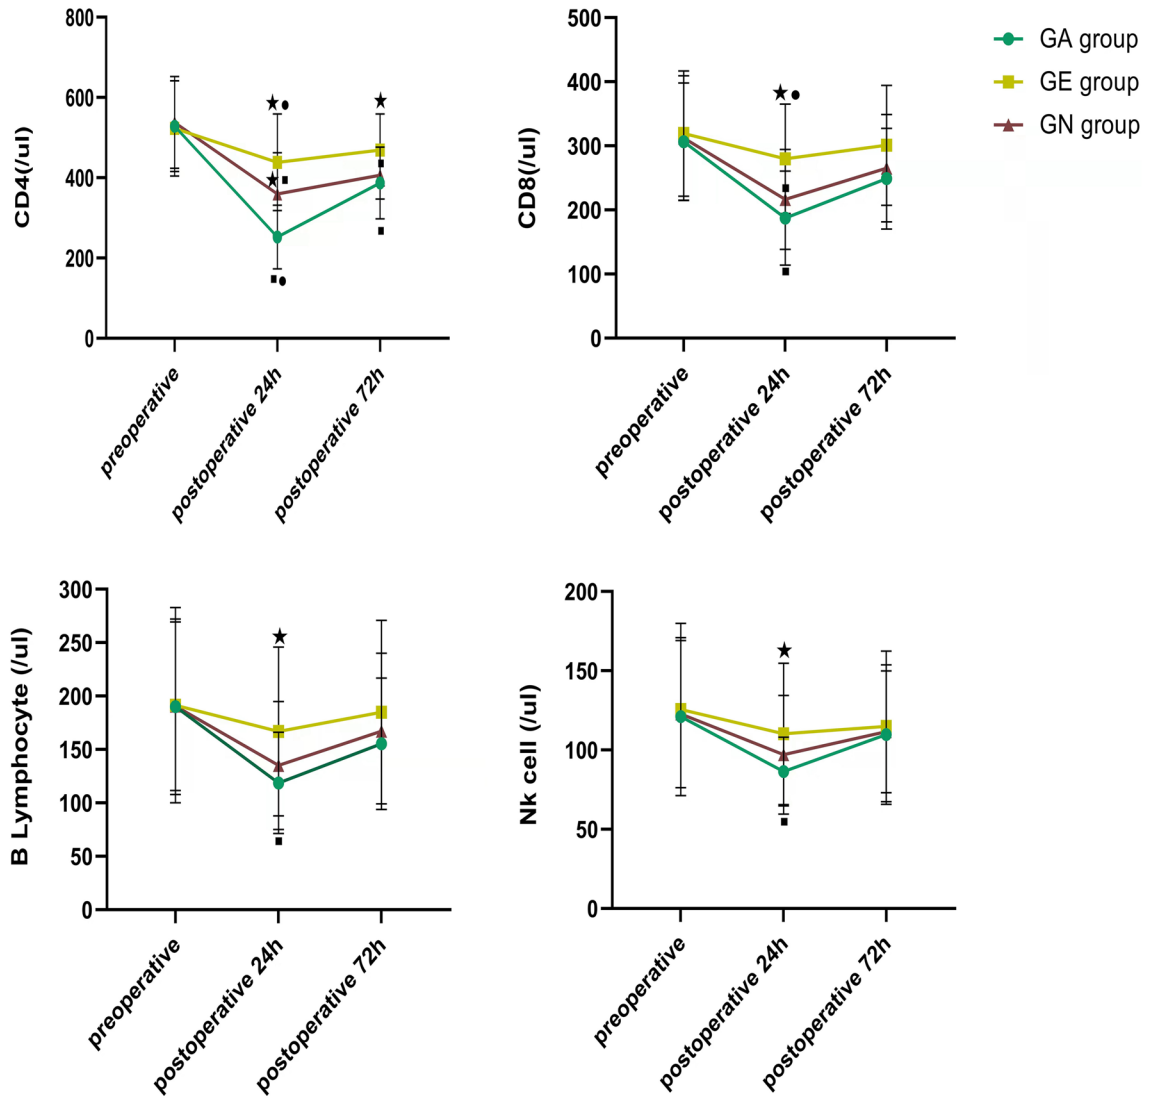 800
600
400
200
0
CD4(/ul)
preoperative
postoperative 24h
postoperative 72h
500
400
300
200
100
0
CD8(/ul)
preoperative
postoperative 24h
postoperative 72h
GA group
GE group
GN group
300
250
200
150
100
50
0
B Lymphocyte (/ul)
preoperative
postoperative 24h
postoperative 72h
200
150
100
50
0
Nk cell (/ul)
preoperative
postoperative 24h
postoperative 72h